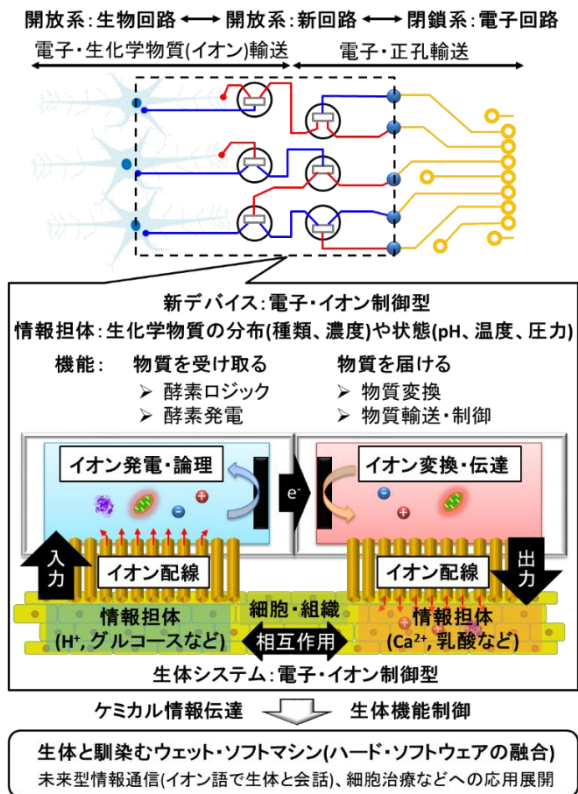 開放系：生物回路 ⟷ 開放系：新回路 ⟷ 閉鎖系：電子回路
電子・生化学物質(イオン)輸送 電子・正孔輸送
新デバイス：電子・イオン制御型
情報担体：生化学物質の分布(種類、濃度)や状態(pH、温度、圧力)
機能： 物質を受け取る 物質を届ける
➢ 酵素ロジック ➢ 物質変換
➢ 酵素発電 ➢ 物質輸送・制御
イオン発電・論理 イオン変換・伝達
e⁻
入力 イオン配線 イオン配線 出力
情報担体 細胞・組織 情報担体
(H⁺, グルコースなど) 相互作用 (Ca²⁺, 乳酸など)
生体システム：電子・イオン制御型
ケミカル情報伝達 生体機能制御
生体と馴染むウェット・ソフトマシン(ハード・ソフトウェアの融合)
未来型情報通信(イオン語で生体と会話)、細胞治療などへの応用展開